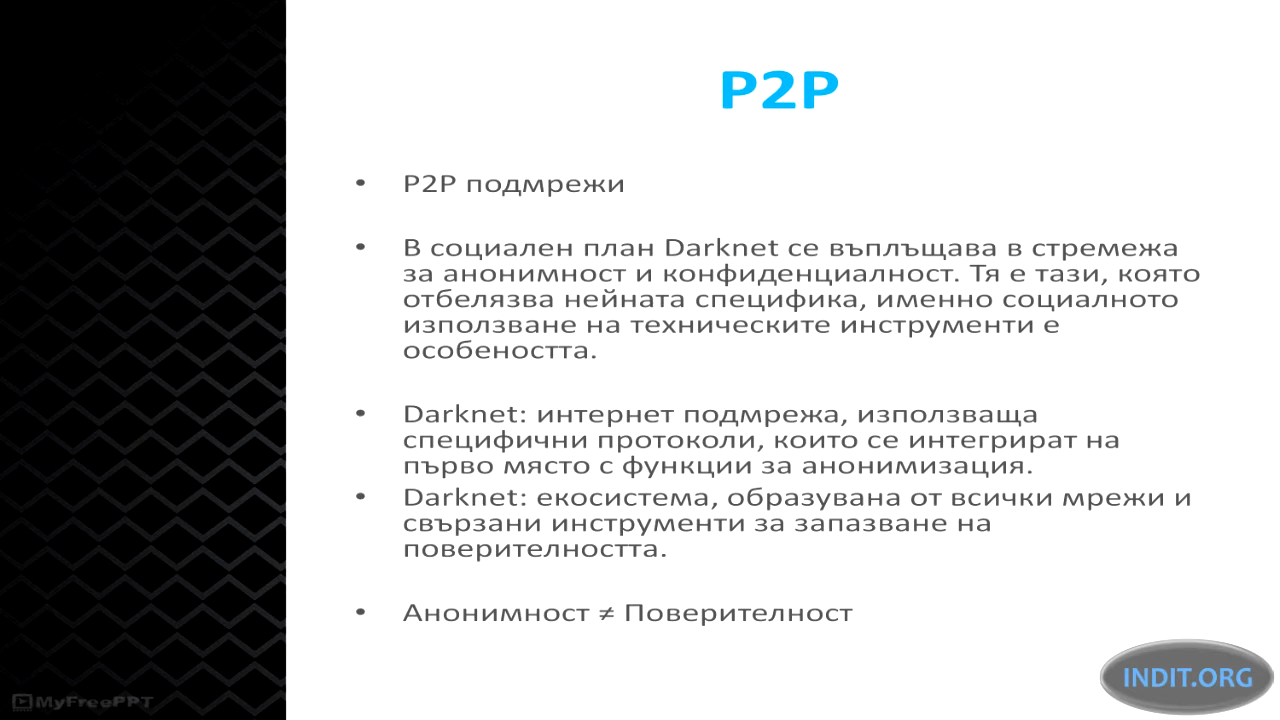 P2P
• P2P подмрежи
• В социален план Darknet се въплъщава в стремежа
за анонимност и конфиденциалност. Тя е тази, която
отбелязва нейната специфика, именно социалното
използване на техническите инструменти е
особеността.
• Darknet: интернет подмрежа, използваща
специфични протоколи, които се интегрират на
първо място с функции за анонимизация.
• Darknet: екосистема, образувана от всички мрежи и
свързани инструменти за запазване на
поверителността.
• Анонимност ≠ Поверителност
INDIT.ORG
MyFreePPT